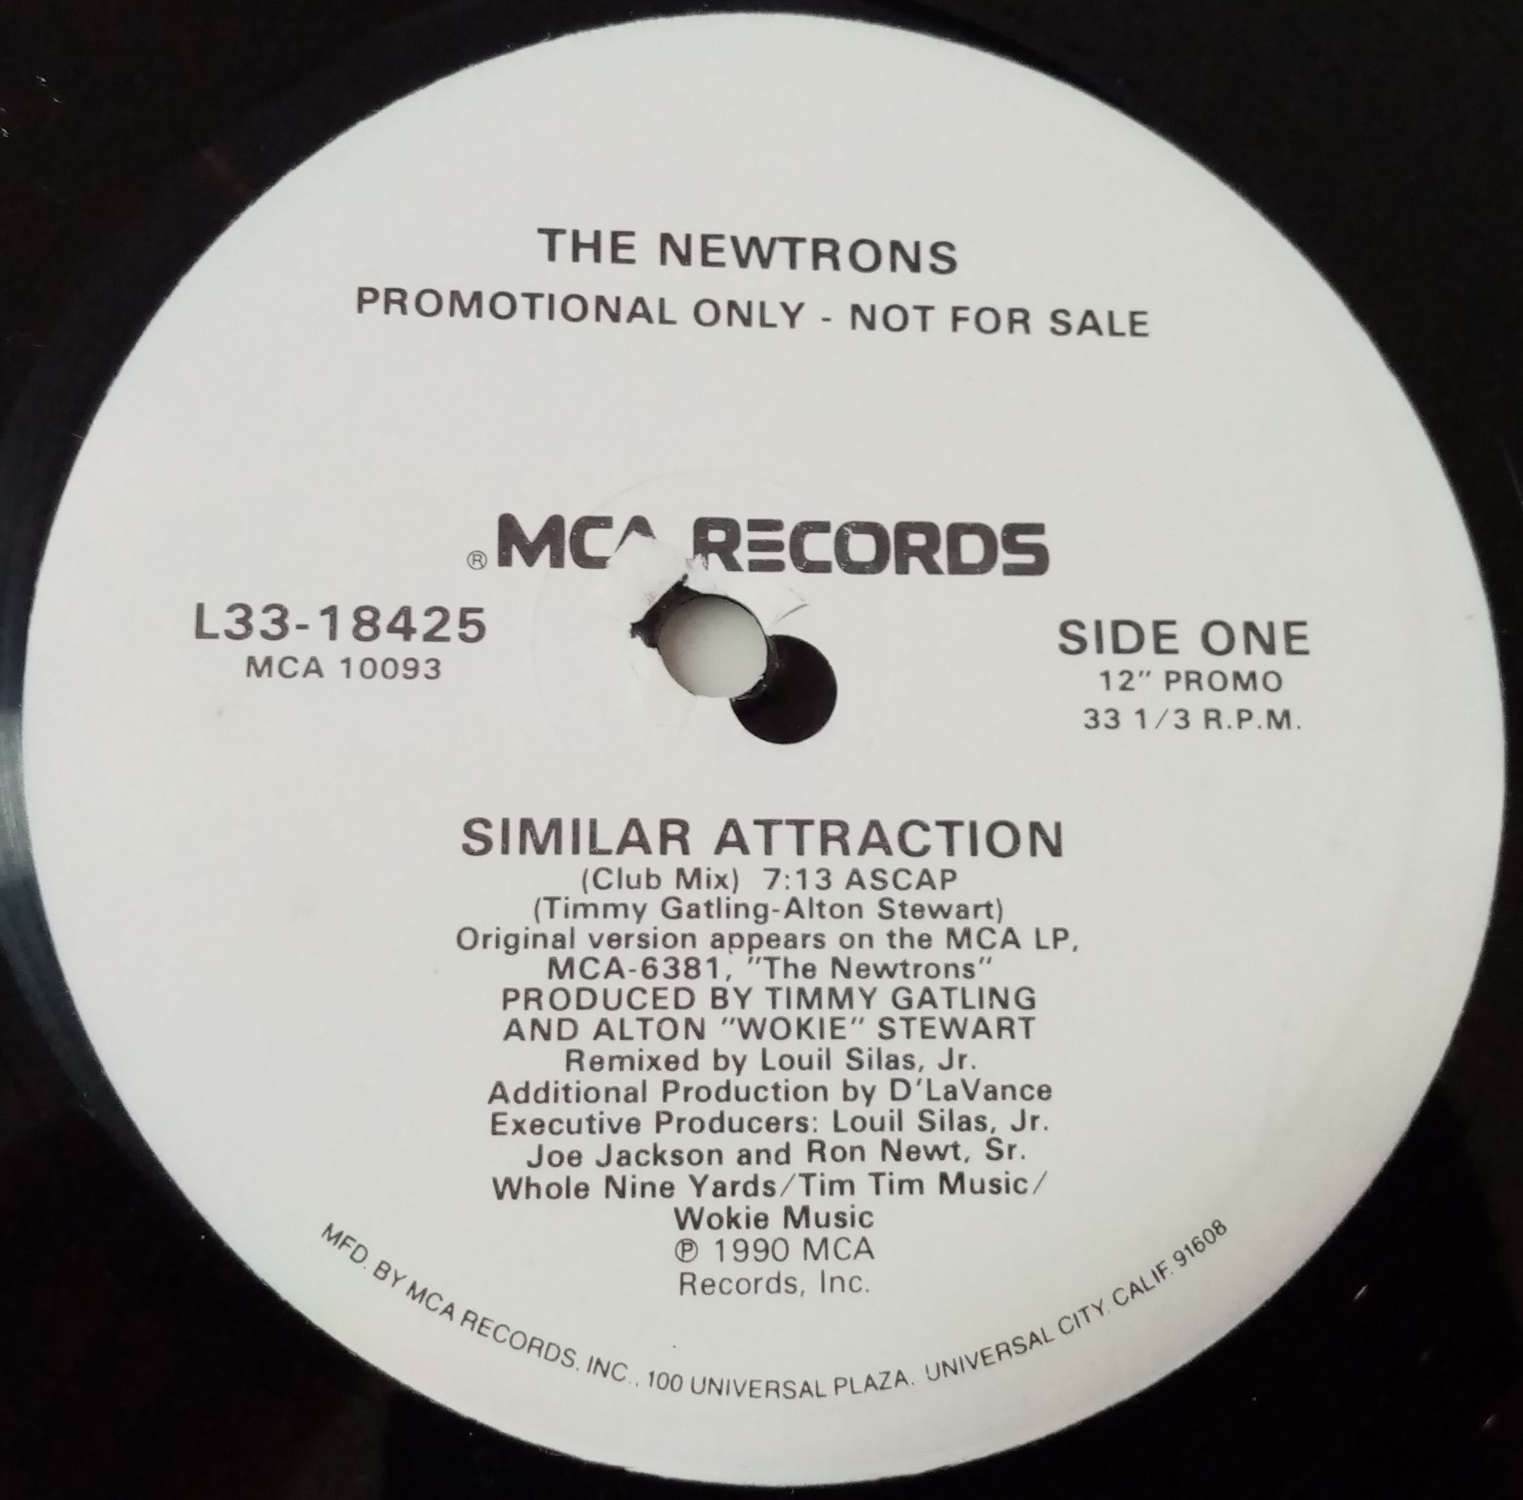 THE NEWTRONS
PROMOTIONAL ONLY - NOT FOR SALE
® MCA RECORDS
L33-18425
MCA 10093
SIDE ONE
12" PROMO
33 1/3 R.P.M.
SIMILAR ATTRACTION
(Club Mix) 7:13 ASCAP
(Timmy Gatling-Alton Stewart)
Original version appears on the MCA LP,
MCA-6381, "The Newtrons"
PRODUCED BY TIMMY GATLING
AND ALTON "WOKIE" STEWART
Remixed by Louil Silas, Jr.
Additional Production by D'LaVance
Executive Producers: Louil Silas, Jr.
Joe Jackson and Ron Newt, Sr.
Whole Nine Yards/Tim Tim Music/
Wokie Music
℗ 1990 MCA
Records, Inc.
MFD. BY MCA RECORDS, INC., 100 UNIVERSAL PLAZA, UNIVERSAL CITY, CALIF. 91608